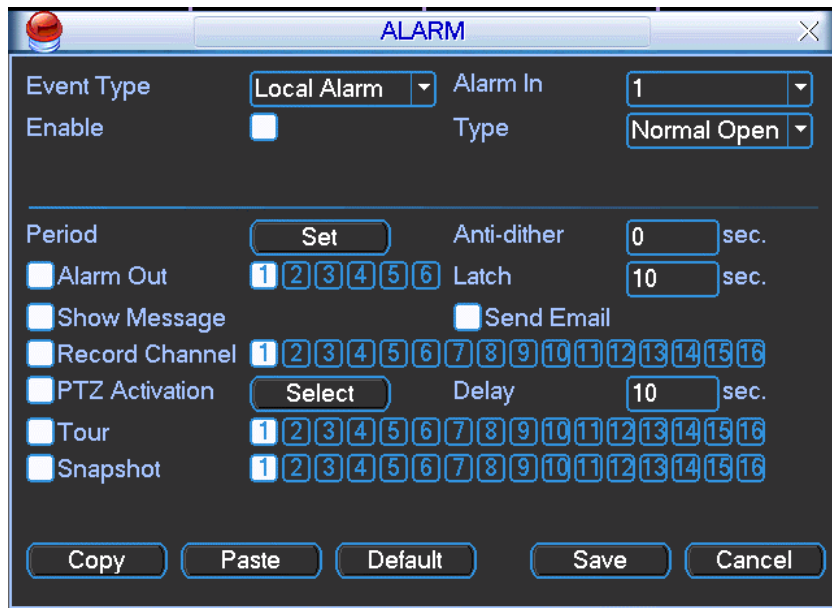 ALARM
Event Type Local Alarm Alarm In 1
Enable Type Normal Open
Period Set Anti-dither 0 sec.
Alarm Out 1 2 3 4 5 6 Latch 10 sec.
Show Message Send Email
Record Channel 1 2 3 4 5 6 7 8 9 10 11 12 13 14 15 16
PTZ Activation Select Delay 10 sec.
Tour 1 2 3 4 5 6 7 8 9 10 11 12 13 14 15 16
Snapshot 1 2 3 4 5 6 7 8 9 10 11 12 13 14 15 16
Copy Paste Default Save Cancel